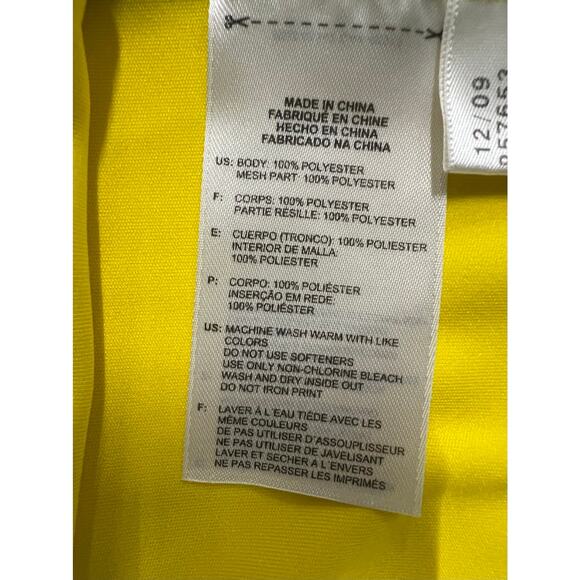 MADE IN CHINA
FABRIQUÉ EN CHINE
HECHO EN CHINA
FABRICADO NA CHINA
US: BODY: 100% POLYESTER
MESH PART: 100% POLYESTER
F: CORPS: 100% POLYESTER
PARTIE RÉSILLE: 100% POLYESTER
E: CUERPO (TRONCO): 100% POLYESTER
INTERIOR DE MALLA:
100% POLYESTER
P: CORPO: 100% POLIÉSTER
INSERÇÃO EM REDE:
100% POLIÉSTER
US: MACHINE WASH WARM WITH LIKE
COLORS
DO NOT USE SOFTENERS
USE ONLY NON-CHLORINE BLEACH
WASH AND DRY INSIDE OUT
DO NOT IRON PRINT
F: LAVER À L'EAU TIÈDE AVEC LES
MÊME COULEURS
DE PAS UTILISER D'ASSOUPLISSEUR
NE PAS UTILISER DE JAVELISANT
LAVER ET SECHER A L'ENVERS
NE PAS REPASSER LES IMPRIMÉS
12/09